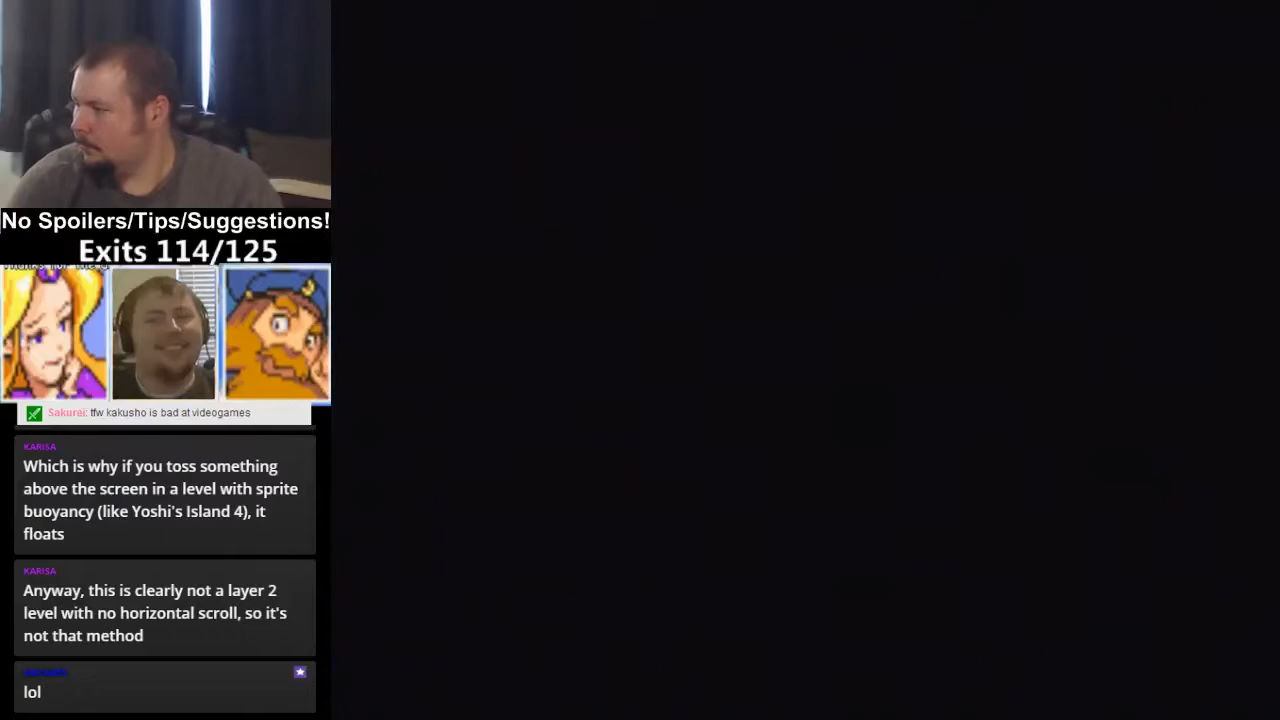 No Spoilers/Tips/Suggestions!
Exits 114/125
Sakurei: tfw kakusho is bad at videogames
KARISA
Which is why if you toss something
above the screen in a level with sprite
buoyancy (like Yoshi's Island 4), it
floats
KARISA
Anyway, this is clearly not a layer 2
level with no horizontal scroll, so it's
not that method
lol